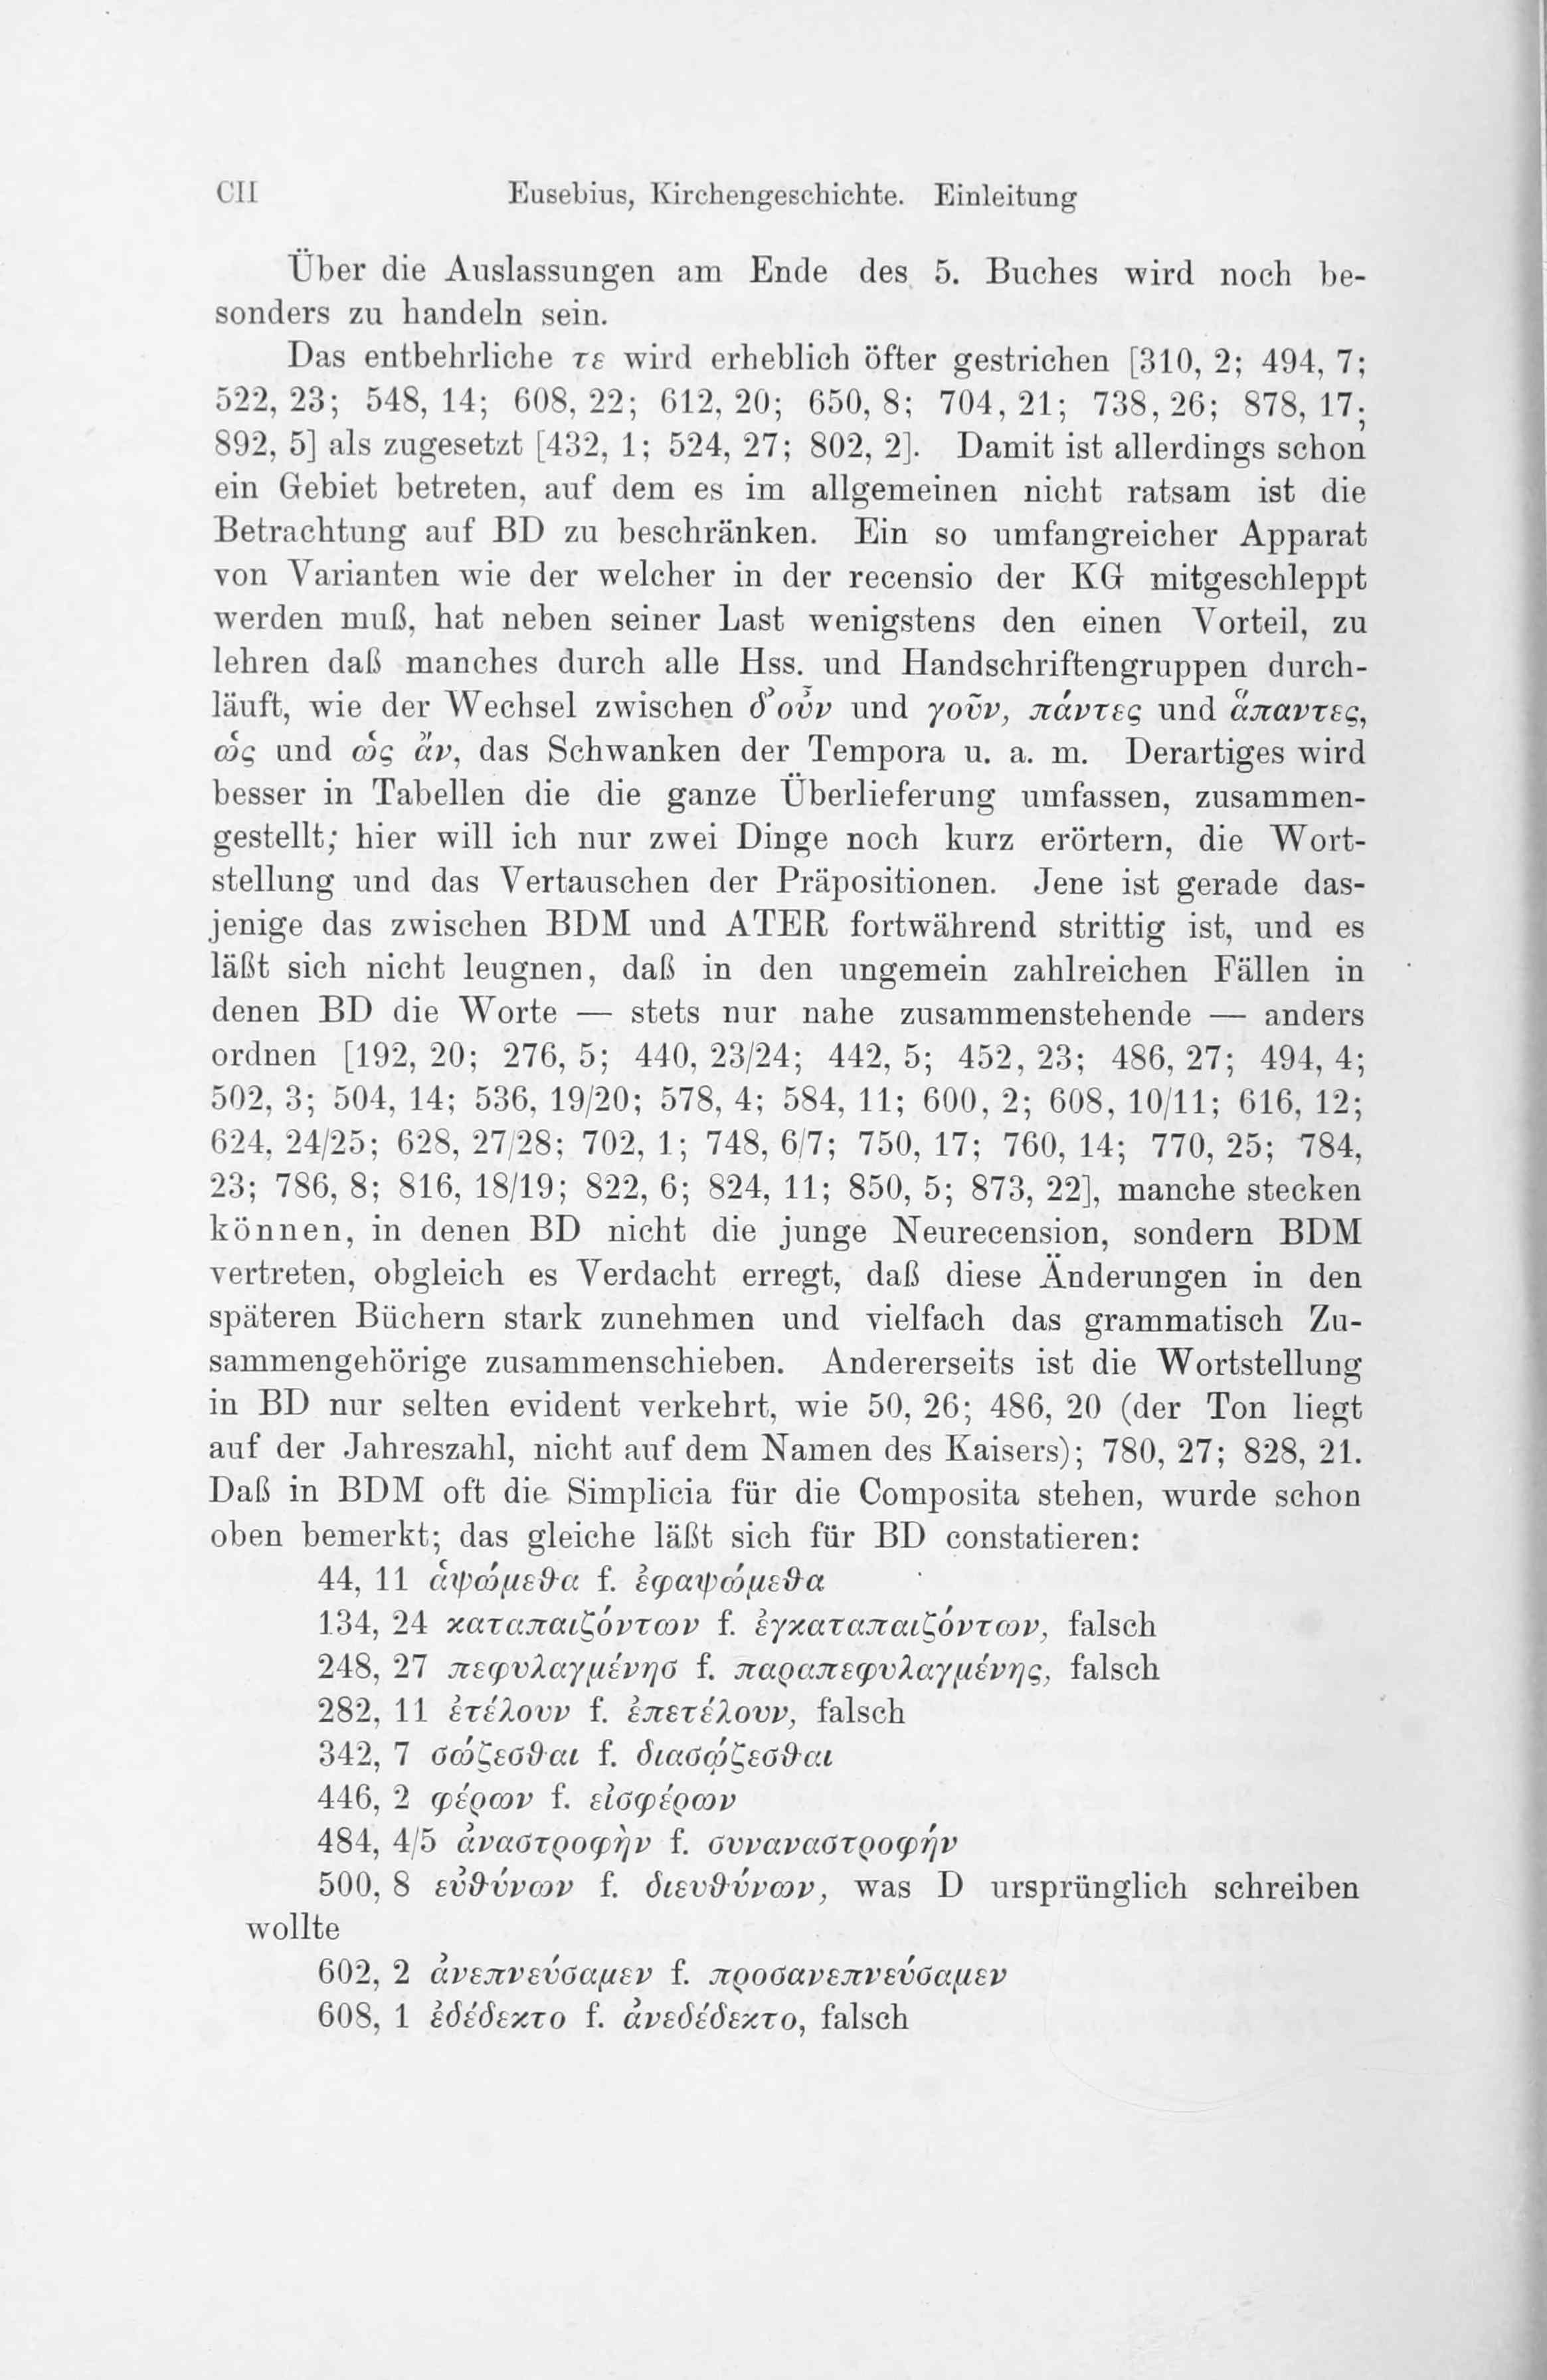 CII Eusebius, Kirchengeschichte. Einleitung
Über die Auslassungen am Ende des 5. Buches wird noch be-
sonders zu handeln sein.
Das entbehrliche τε wird erheblich öfter gestrichen [310, 2; 494, 7;
522, 23; 548, 14; 608, 22; 612, 20; 650, 8; 704, 21; 738, 26; 878, 17;
892, 5] als zugesetzt [432, 1; 524, 27; 802, 2]. Damit ist allerdings schon
ein Gebiet betreten, auf dem es im allgemeinen nicht ratsam ist die
Betrachtung auf BD zu beschränken. Ein so umfangreicher Apparat
von Varianten wie der welcher in der recensio der KG mitgeschleppt
werden muß, hat neben seiner Last wenigstens den einen Vorteil, zu
lehren daß manches durch alle Hss. und Handschriftengruppen durch-
läuft, wie der Wechsel zwischen δ’οὖν und γοῦν, πάντες und ἅπαντες,
ὡς und ὡς ἄν, das Schwanken der Tempora u. a. m. Derartiges wird
besser in Tabellen die die ganze Überlieferung umfassen, zusammen-
gestellt; hier will ich nur zwei Dinge noch kurz erörtern, die Wort-
stellung und das Vertauschen der Präpositionen. Jene ist gerade das-
jenige das zwischen BDM und ATER fortwährend strittig ist, und es
läßt sich nicht leugnen, daß in den ungemein zahlreichen Fällen in
denen BD die Worte — stets nur nahe zusammenstehende — anders
ordnen [192, 20; 276, 5; 440, 23/24; 442, 5; 452, 23; 486, 27; 494, 4;
502, 3; 504, 14; 536, 19/20; 578, 4; 584, 11; 600, 2; 608, 10/11; 616, 12;
624, 24/25; 628, 27/28; 702, 1; 748, 6/7; 750, 17; 760, 14; 770, 25; 784,
23; 786, 8; 816, 18/19; 822, 6; 824, 11; 850, 5; 873, 22], manche stecken
können, in denen BD nicht die junge Neurecension, sondern BDM
vertreten, obgleich es Verdacht erregt, daß diese Änderungen in den
späteren Büchern stark zunehmen und vielfach das grammatisch Zu-
sammengehörige zusammenschieben. Andererseits ist die Wortstellung
in BD nur selten evident verkehrt, wie 50, 26; 486, 20 (der Ton liegt
auf der Jahreszahl, nicht auf dem Namen des Kaisers); 780, 27; 828, 21.
Daß in BDM oft die Simplicia für die Composita stehen, wurde schon
oben bemerkt; das gleiche läßt sich für BD constatieren:
44, 11 ἁψώμεθα f. ἐφαψώμεθα
134, 24 καταπαιζόντων f. ἐγκαταπαιζόντων, falsch
248, 27 πεφυλαγμένησ f. παραπεφυλαγμένης, falsch
282, 11 ἐτέλουν f. ἐπετέλουν, falsch
342, 7 σώζεσθαι f. διασῴζεσθαι
446, 2 φέρων f. εἰσφέρων
484, 4/5 ἀναστροφὴν f. συναναστροφήν
500, 8 εὐθύνων f. διευθύνων, was D ursprünglich schreiben
wollte
602, 2 ἀνεπνεύσαμεν f. προσανεπνεύσαμεν
608, 1 ἐδέδεκτο f. ἀνεδέδεκτο, falsch